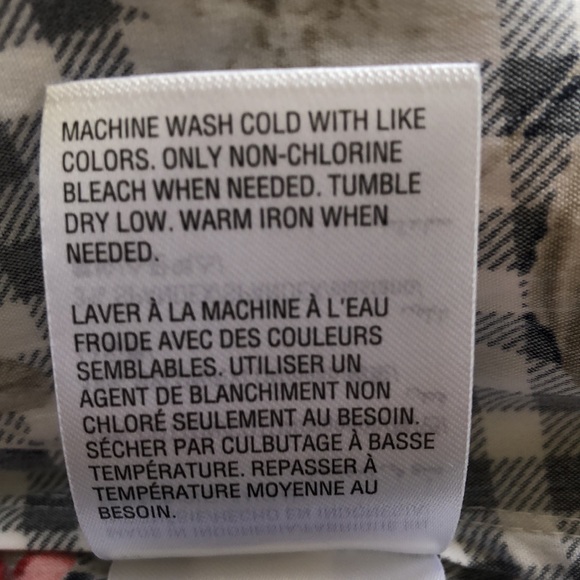 MACHINE WASH COLD WITH LIKE
COLORS. ONLY NON-CHLORINE
BLEACH WHEN NEEDED. TUMBLE
DRY LOW. WARM IRON WHEN
NEEDED.
LAVER À LA MACHINE À L'EAU
FROIDE AVEC DES COULEURS
SEMBLABLES. UTILISER UN
AGENT DE BLANCHIMENT NON
CHLORÉ SEULEMENT AU BESOIN.
SÉCHER PAR CULBUTAGE À BASSE
TEMPÉRATURE. REPASSER À
TEMPÉRATURE MOYENNE AU
BESOIN.